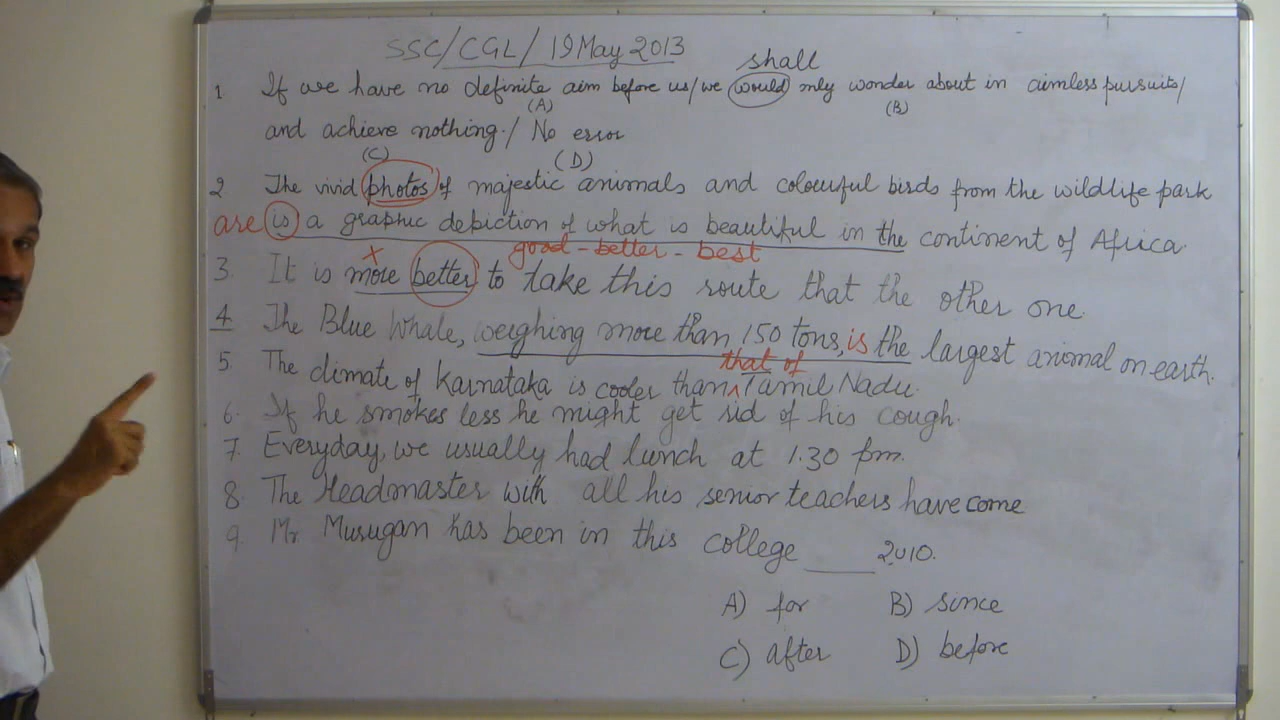 SSC/CGL/19 May 2013
shall
1 If we have no definite aim before us/we would only wonder about in aimless pursuits/
(A) (B)
and achieve nothing./ No error
(C) (D)
2 The vivid photos of majestic animals and colourful birds from the wildlife park
are is a graphic depiction of what is beautiful in the continent of Africa.
x good - better - best
3. It is more better to take this route that the other one.
4 The Blue Whale, weighing more than 150 tons, is the largest animal on earth.
that of
5. The climate of Karnataka is cooler than ^ Tamil Nadu.
6. If he smokes less he might get rid of his cough.
7. Everyday, we usually had lunch at 1.30 pm.
8. The Headmaster with all his senior teachers have come
9. Mr Murugan has been in this college ____ 2010.
A) for B) since
C) after D) before